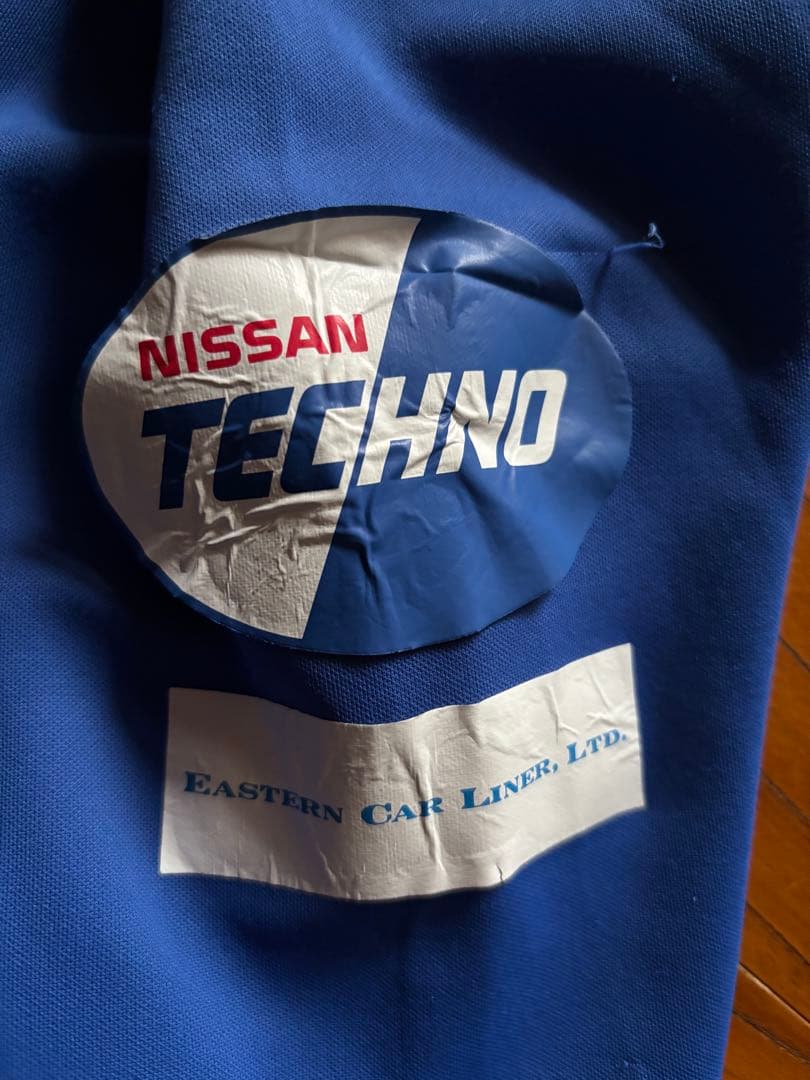 NISSAN
TECHNO
EASTERN CAR LINER, LTD.